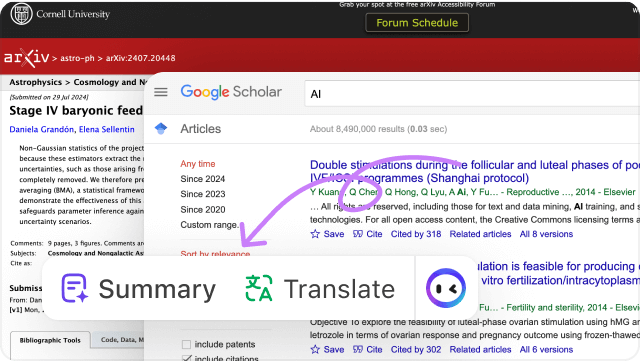 Cornell University
Grab your spot at the free arXiv Accessibility Forum
Forum Schedule
arXiv > astro-ph > arXiv:2407.20448
Astrophysics > Cosmology and
[Submitted on 29 Jul 2024]
Stage IV baryonic feed
Daniela Grandón, Elena Sellentin
Non-Gaussian statistics of the project
because these estimators extract the
uncertainties, such as those arising from
completely removed. We therefore pre
averaging (BMA), a statistical framewor
demonstrate the effectiveness of this
safeguards parameter inference agains
uncertainty scenarios.
Comments: 9 pages, 3 figures. Comments are
Subjects: Cosmology and Nongalactic As
Cite as:
Submiss
From: Dan
[v1] Mon,
Bibliographic Tools
Code, Data, M
Google Scholar
AI
Articles
About 8,490,000 results (0.03 sec)
Any time
Since 2024
Since 2023
Since 2020
Custom range.
Sort by relevance
include patents
include citations
Double stimulations during the follicular and luteal phases of poo
IVF/ICSI programmes (Shanghai protocol)
Y Kuang, Q Chen, Q Hong, Q Lyu, A Ai, Y Fu... - Reproductive ..., 2014 - Elsevier
... All rights are reserved, including those for text and data mining, AI training, and s
technologies. For all open access content, the Creative Commons licensing terms a
Save Cite Cited by 318 Related articles All 8 versions
ulation is feasible for producing
vitro fertilization/intracytoplasm
- Fertility and sterility, 2014 - Elsevier
Objective To explore the feasibility of luteal-phase ovarian stimulation using hMG and
letrozole in terms of ovarian response and pregnancy outcome using frozen-thawed
Save Cite Cited by 302 Related articles All 6 versions
Summary
Translate